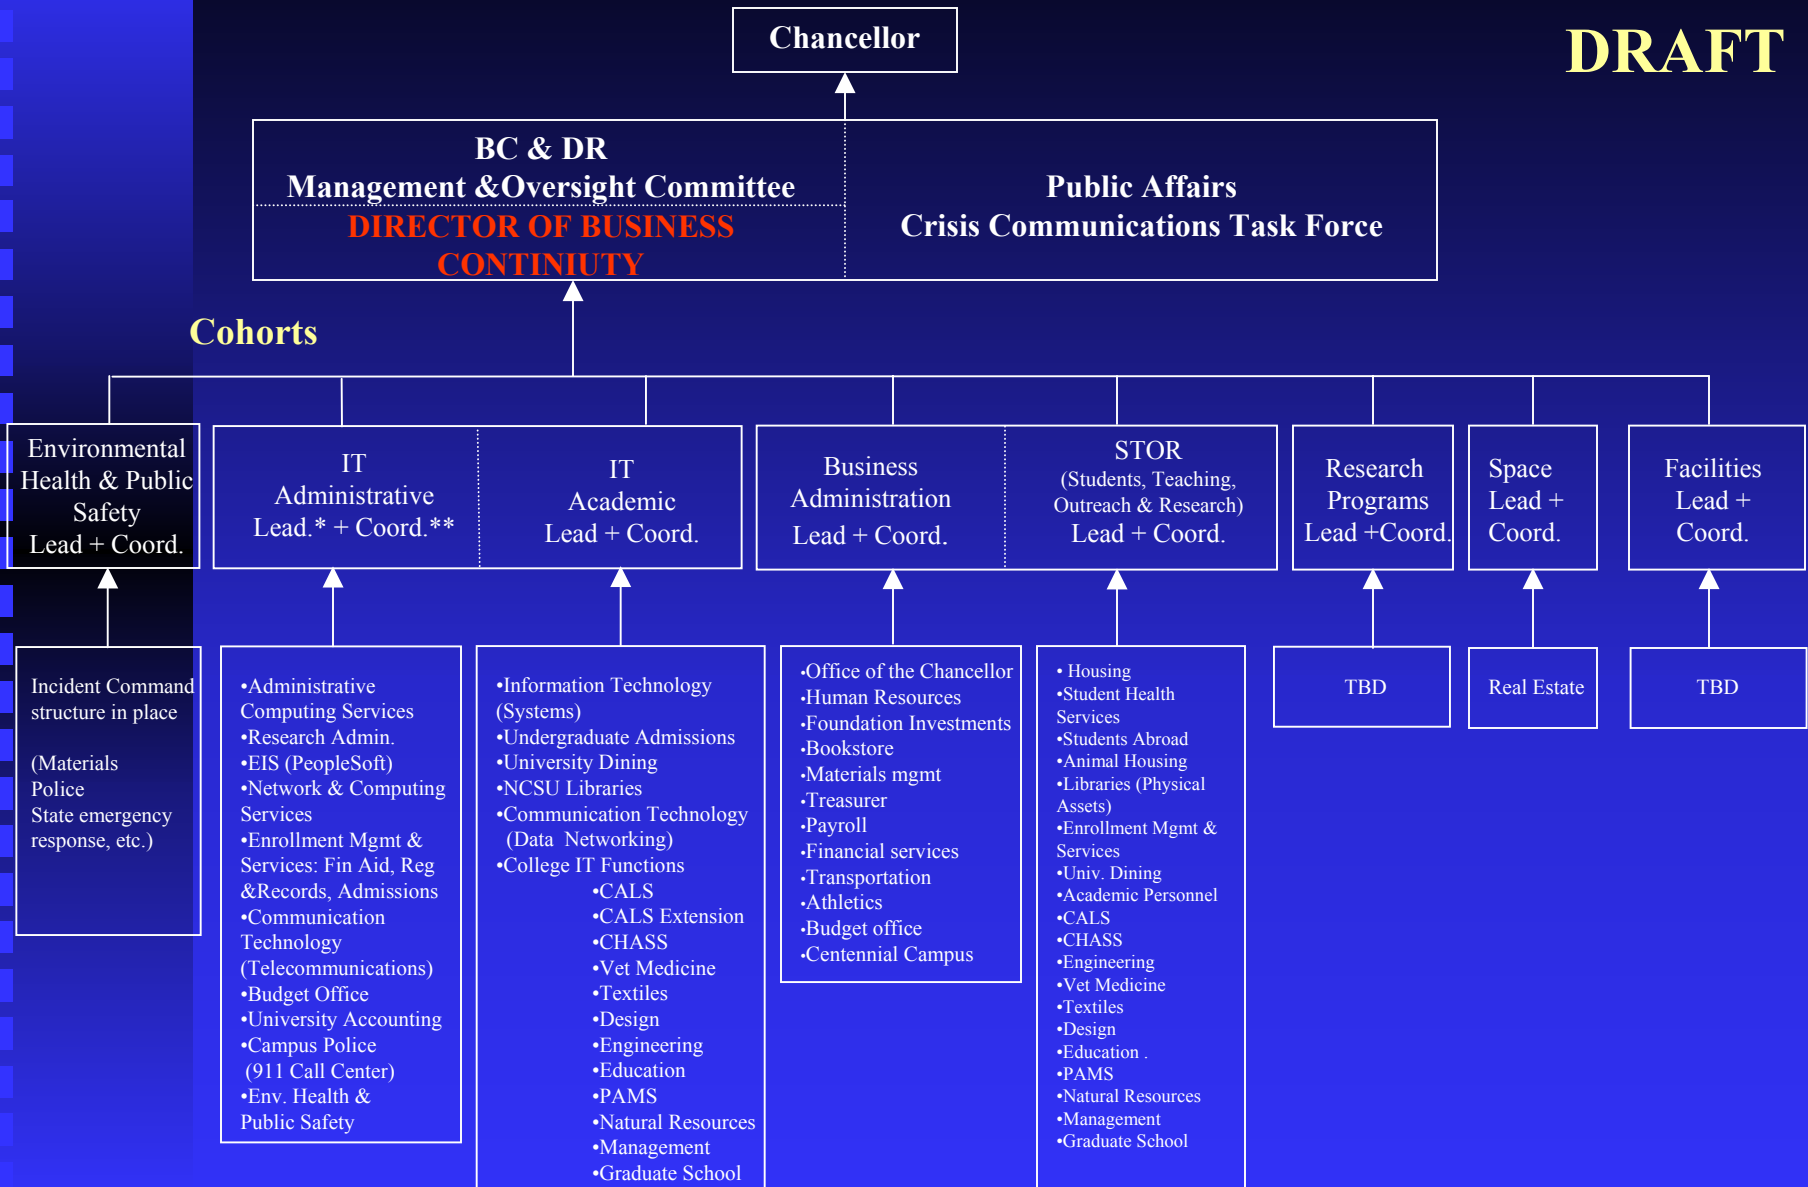 Chancellor
DRAFT
BC & DR
Management &Oversight Committee
DIRECTOR OF BUSINESS
CONTINIUTY
Public Affairs
Crisis Communications Task Force
Cohorts
Environmental
Health & Public
Safety
Lead + Coord.
IT
Administrative
Lead.* + Coord.**
IT
Academic
Lead + Coord.
Business
Administration
Lead + Coord.
STOR
(Students, Teaching,
Outreach & Research)
Lead + Coord.
Research
Programs
Lead +Coord.
Space
Lead +
Coord.
Facilities
Lead +
Coord.
Incident Command
structure in place
(Materials
Police
State emergency
response, etc.)
•Administrative
Computing Services
•Research Admin.
•EIS (PeopleSoft)
•Network & Computing
Services
•Enrollment Mgmt &
Services: Fin Aid, Reg
&Records, Admissions
•Communication
Technology
(Telecommunications)
•Budget Office
•University Accounting
•Campus Police
(911 Call Center)
•Env. Health &
Public Safety
•Information Technology
(Systems)
•Undergraduate Admissions
•University Dining
•NCSU Libraries
•Communication Technology
(Data Networking)
•College IT Functions
•CALS
•CALS Extension
•CHASS
•Vet Medicine
•Textiles
•Design
•Engineering
•Education
•PAMS
•Natural Resources
•Management
•Graduate School
•Office of the Chancellor
•Human Resources
•Foundation Investments
•Bookstore
•Materials mgmt
•Treasurer
•Payroll
•Financial services
•Transportation
•Athletics
•Budget office
•Centennial Campus
• Housing
•Student Health
Services
•Students Abroad
•Animal Housing
•Libraries (Physical
Assets)
•Enrollment Mgmt &
Services
•Univ. Dining
•Academic Personnel
•CALS
•CHASS
•Engineering
•Vet Medicine
•Textiles
•Design
•Education .
•PAMS
•Natural Resources
•Management
•Graduate School
TBD
Real Estate
TBD